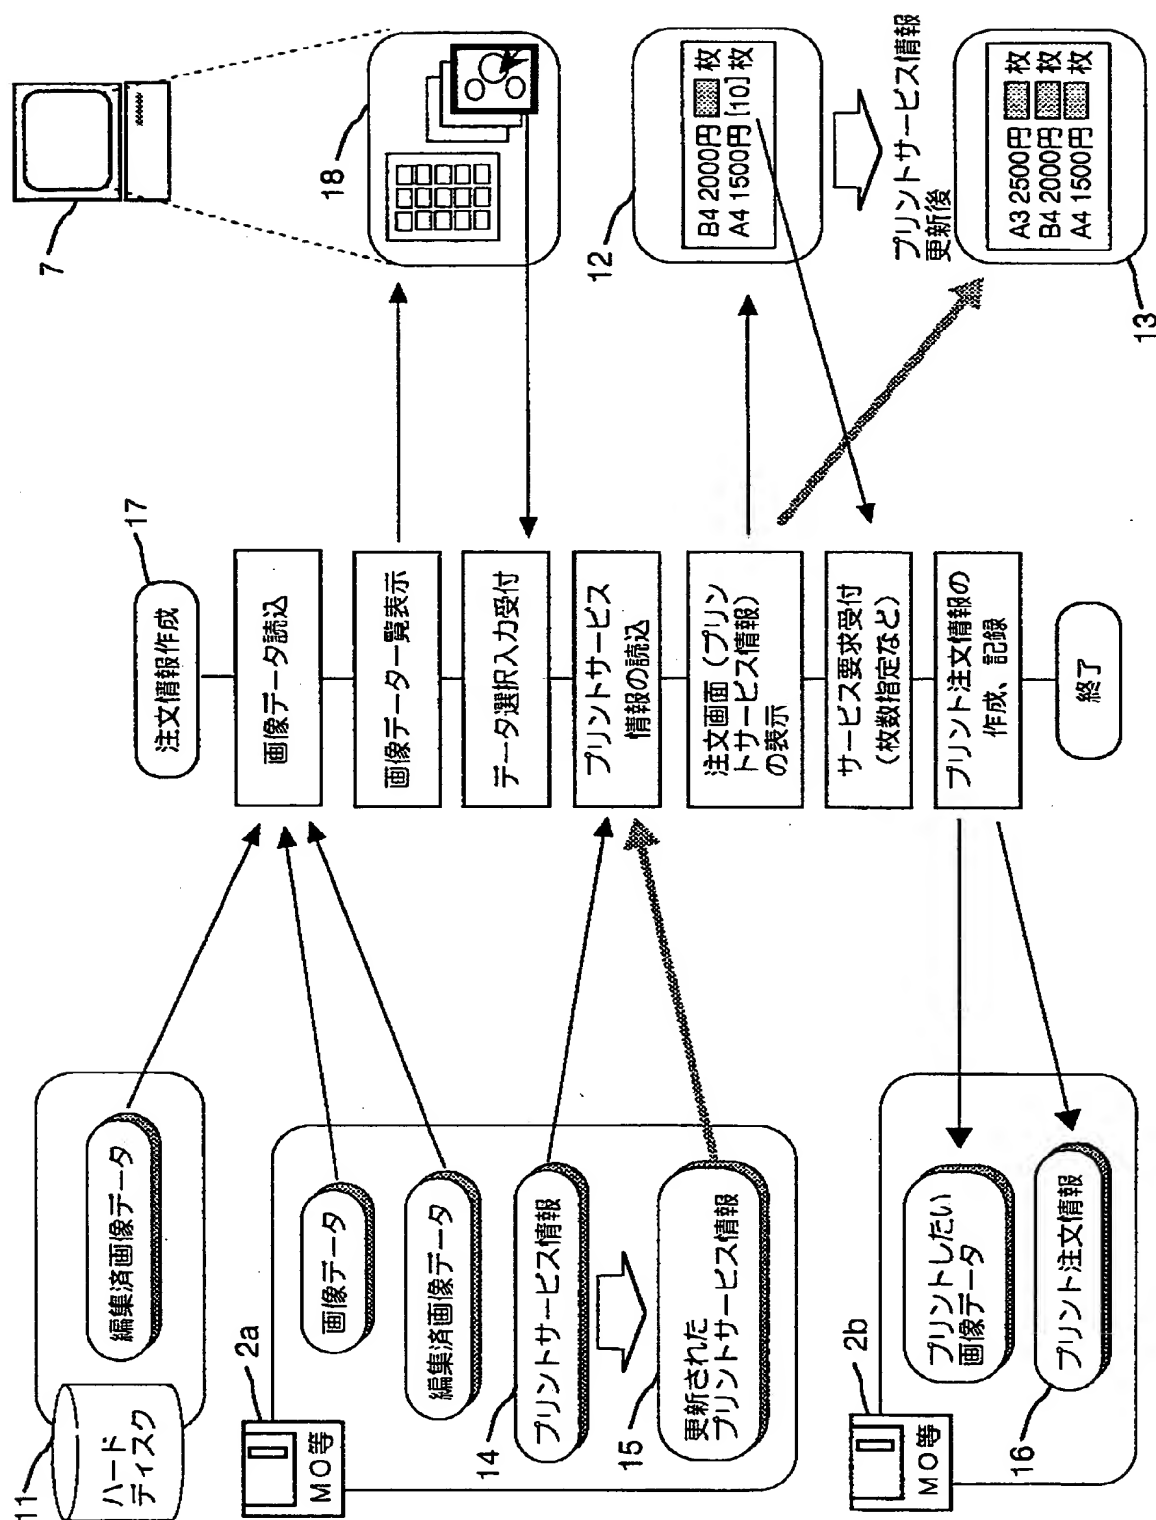 11
ハード
ディスク
編集済画像データ
2a
MO等
画像データ
編集済画像データ
14
プリントサービス情報
15
更新された
プリントサービス情報
2b
MO等
プリントしたい
画像データ
16
プリント注文情報
17
注文情報作成
画像データ読込
画像データ一覧表示
データ選択入力受付
プリントサービス
情報の読込
注文画面(プリン
トサービス情報)
の表示
サービス要求受付
(枚数指定など)
プリント注文情報の
作成、記録
終了
7
18
12
B4 2000円 枚
A4 1500円 [10] 枚
プリントサービス情報
更新後
A3 2500円 枚
B4 2000円 枚
A4 1500円 枚
13